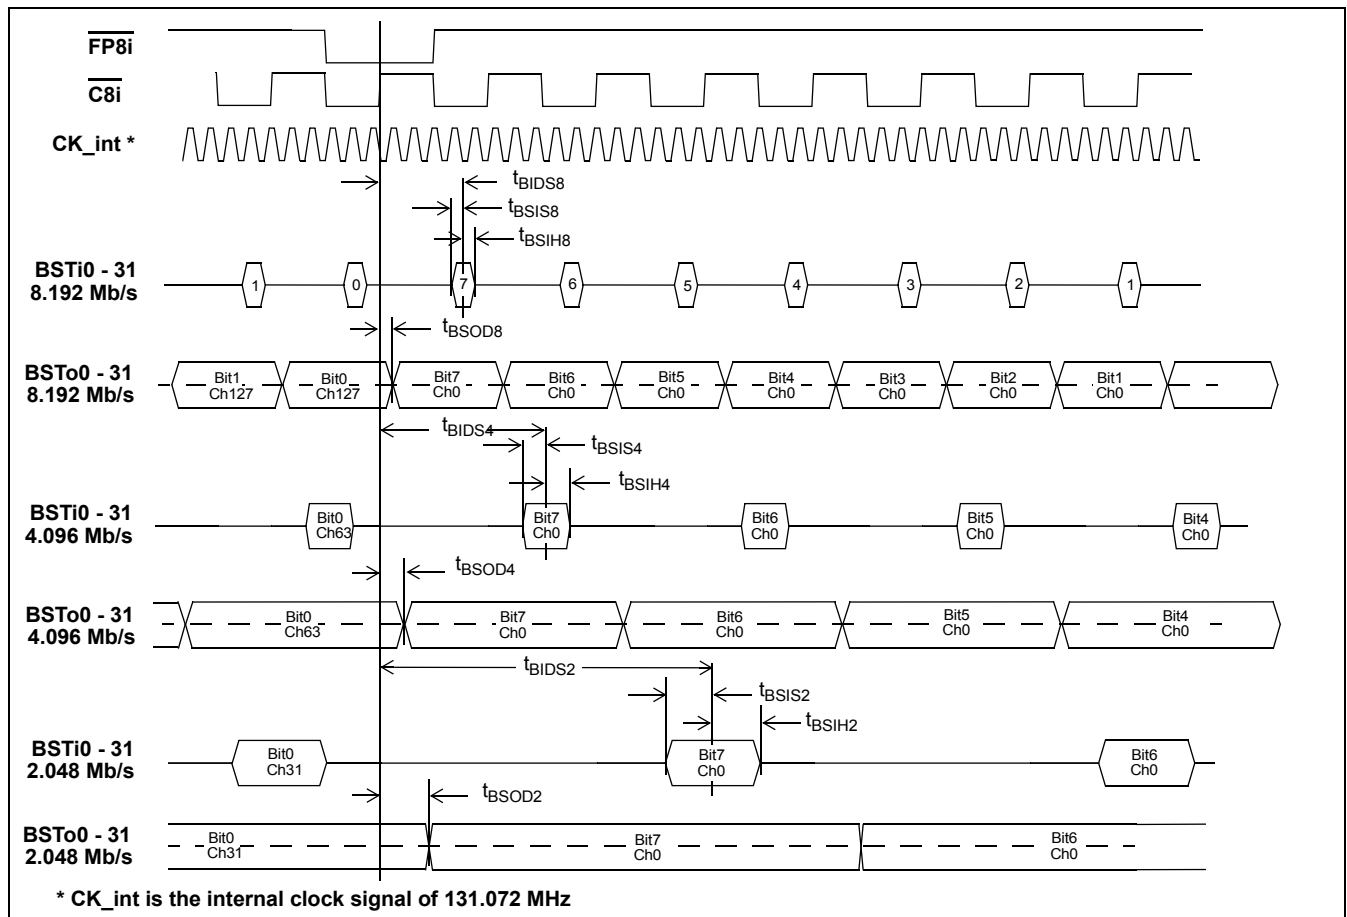 FP8i
C8i
CK_int *
tBIDS8
tBSIS8
tBSIH8
BSTi0 - 31
8.192 Mb/s
1 0 7 6 5 4 3 2 1
tBSOD8
BSTo0 - 31
8.192 Mb/s
Bit1 Bit0 Bit7 Bit6 Bit5 Bit4 Bit3 Bit2 Bit1
Ch127 Ch127 Ch0 Ch0 Ch0 Ch0 Ch0 Ch0 Ch0
tBIDS4
tBSIS4
tBSIH4
BSTi0 - 31
4.096 Mb/s
Bit0 Bit7 Bit6 Bit5 Bit4
Ch63 Ch0 Ch0 Ch0 Ch0
tBSOD4
BSTo0 - 31
4.096 Mb/s
Bit0 Bit7 Bit6 Bit5 Bit4
Ch63 Ch0 Ch0 Ch0 Ch0
tBIDS2
tBSIS2
tBSIH2
BSTi0 - 31
2.048 Mb/s
Bit0 Bit7 Bit6
Ch31 Ch0 Ch0
tBSOD2
BSTo0 - 31
2.048 Mb/s
Bit0 Bit7 Bit6
Ch31 Ch0 Ch0
* CK_int is the internal clock signal of 131.072 MHz